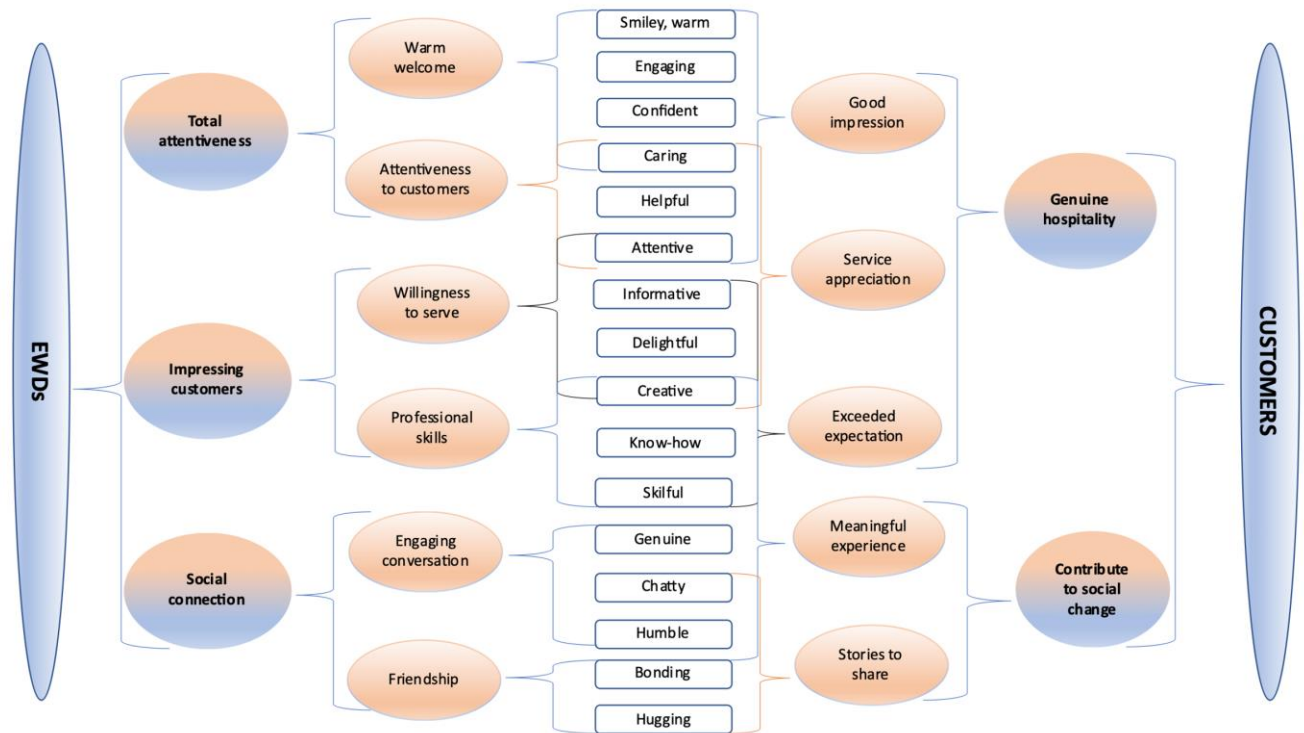 EWDs
Total
attentiveness
Impressing
customers
Social
connection
Warm
welcome
Attentiveness
to customers
Willingness
to serve
Professional
skills
Engaging
conversation
Friendship
Smiley, warm
Engaging
Confident
Caring
Helpful
Attentive
Informative
Delightful
Creative
Know-how
Skilful
Genuine
Chatty
Humble
Bonding
Hugging
Good
impression
Service
appreciation
Exceeded
expectation
Meaningful
experience
Stories to
share
Genuine
hospitality
Contribute
to social
change
CUSTOMERS